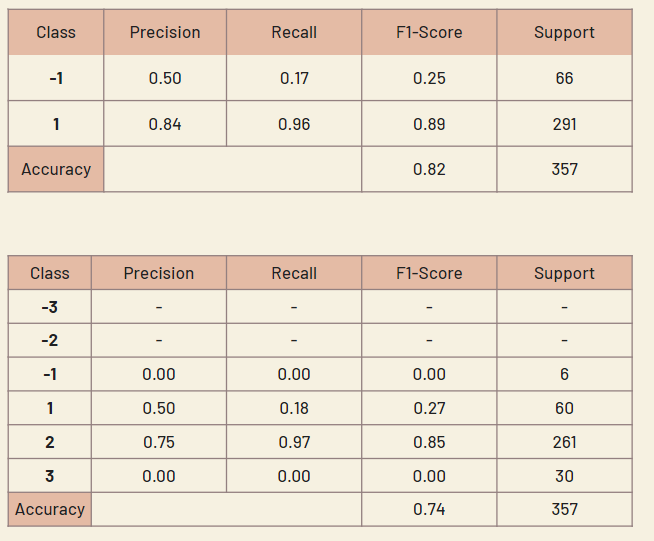 Class Precision Recall F1-Score Support
-1 0.50 0.17 0.25 66
1 0.84 0.96 0.89 291
Accuracy 0.82 357
Class Precision Recall F1-Score Support
-3 - - - -
-2 - - - -
-1 0.00 0.00 0.00 6
1 0.50 0.18 0.27 60
2 0.75 0.97 0.85 261
3 0.00 0.00 0.00 30
Accuracy 0.74 357